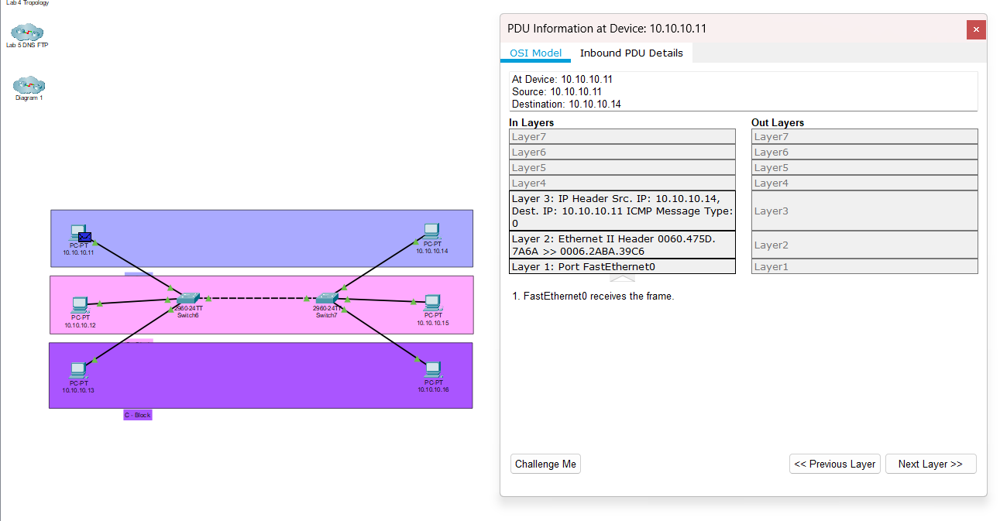 Lab 4 Tropology
Lab 5 DNS FTP
Diagram 1
PC-PT
10.10.10.11
PC-PT
10.10.10.14
PC-PT
10.10.10.12
2960-24TT
Switch6
2960-24TT
Switch7
PC-PT
10.10.10.15
PC-PT
10.10.10.13
PC-PT
10.10.10.16
C - Block
PDU Information at Device: 10.10.10.11
OSI Model
Inbound PDU Details
At Device: 10.10.10.11
Source: 10.10.10.11
Destination: 10.10.10.14
In Layers
Layer7
Layer6
Layer5
Layer4
Layer 3: IP Header Src. IP: 10.10.10.14,
Dest. IP: 10.10.10.11 ICMP Message Type:
0
Layer 2: Ethernet II Header 0060.475D.
7A6A >> 0006.2ABA.39C6
Layer 1: Port FastEthernet0
Out Layers
Layer7
Layer6
Layer5
Layer4
Layer3
Layer2
Layer1
1. FastEthernet0 receives the frame.
Challenge Me
<< Previous Layer
Next Layer >>